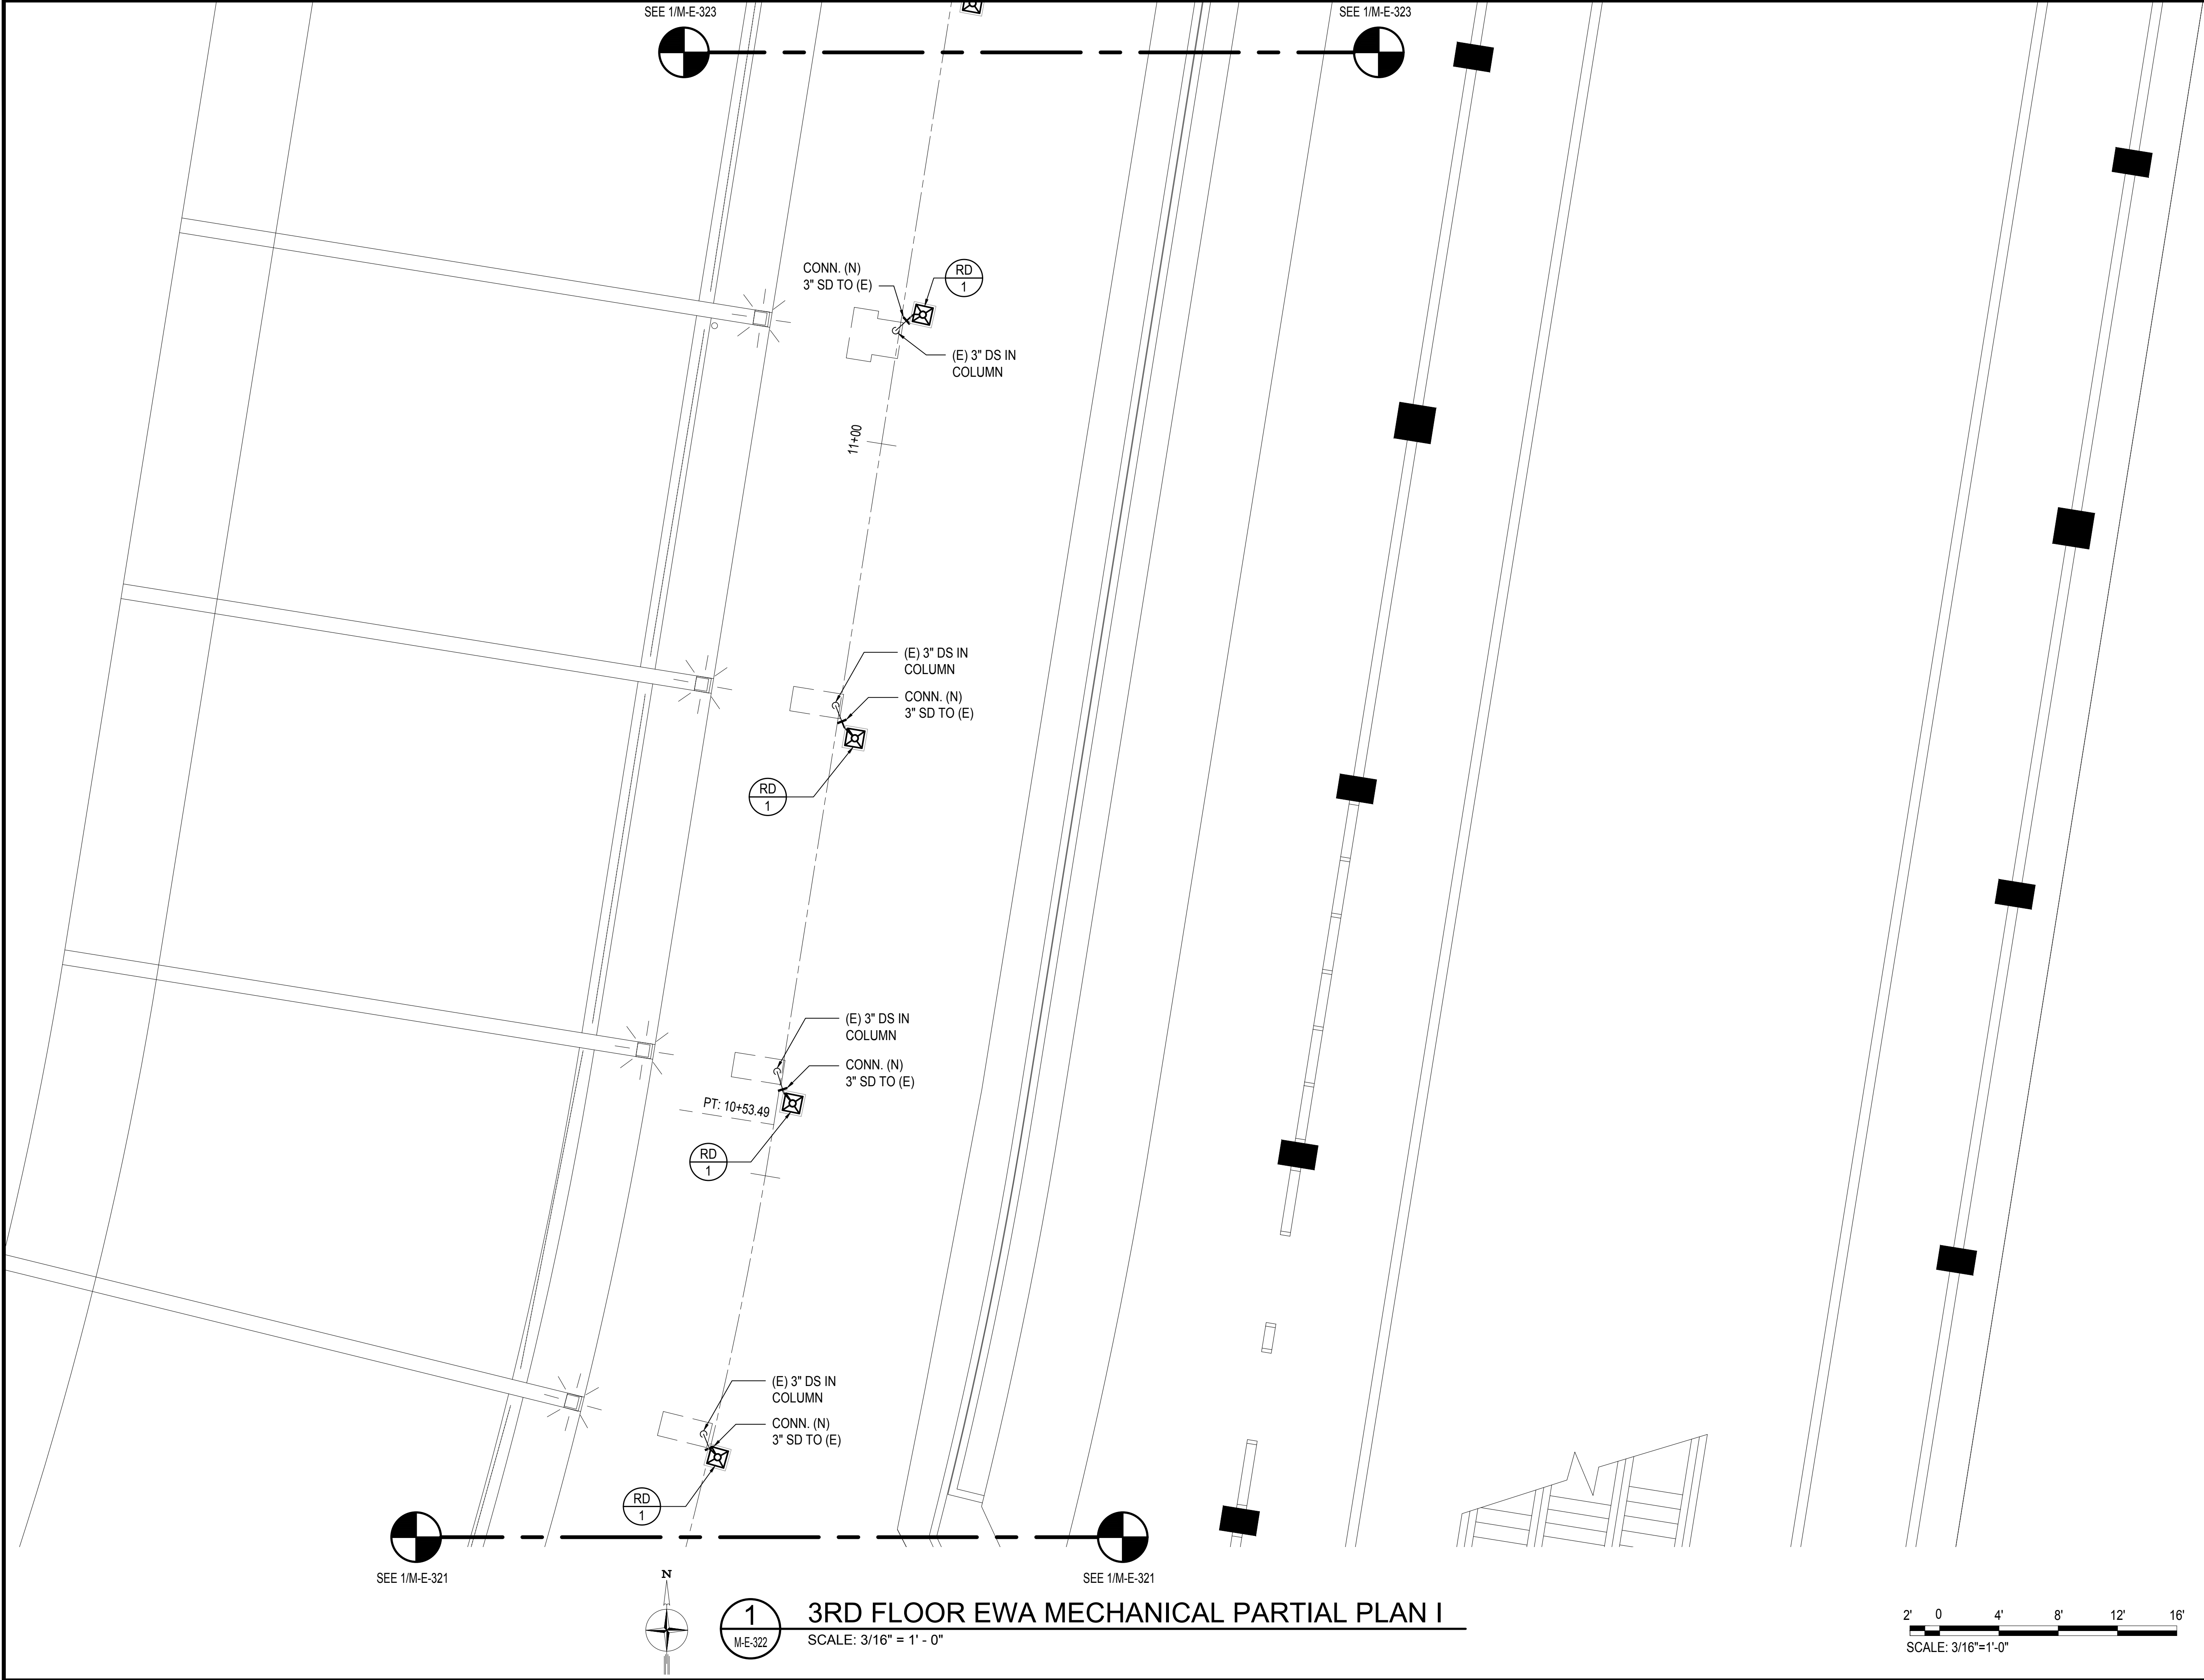 SEE 1/M-E-323
SEE 1/M-E-323
CONN. (N)
3" SD TO (E)
RD
1
(E) 3" DS IN
COLUMN
11+00
(E) 3" DS IN
COLUMN
CONN. (N)
3" SD TO (E)
RD
1
(E) 3" DS IN
COLUMN
CONN. (N)
3" SD TO (E)
PT: 10+53.49
RD
1
(E) 3" DS IN
COLUMN
CONN. (N)
3" SD TO (E)
RD
1
SEE 1/M-E-321
SEE 1/M-E-321
N
1
M-E-322
3RD FLOOR EWA MECHANICAL PARTIAL PLAN I
SCALE: 3/16" = 1' - 0"
2' 0 4' 8' 12' 16'
SCALE: 3/16"=1'-0"